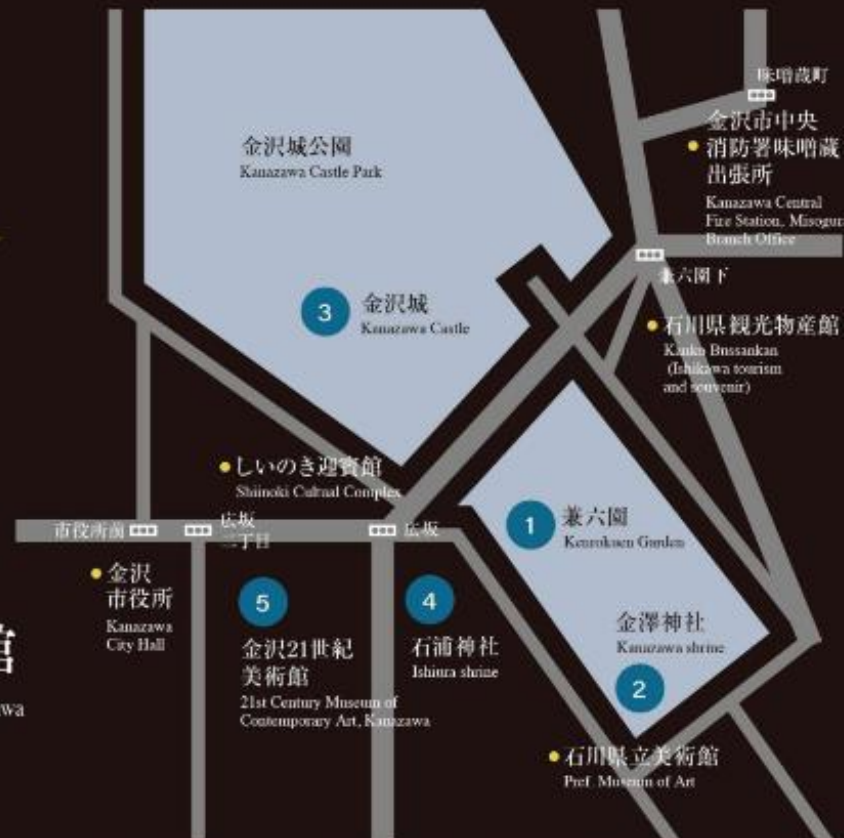 味噌蔵町
金沢市中央
消防署味噌蔵
出張所
Kanazawa Central
Fire Station, Misogura
Branch Office
金沢城公園
Kanazawa Castle Park
兼六園下
3
金沢城
Kanazawa Castle
石川県観光物産館
Kanko Bussankan
(Ishikawa tourism
and souvenir)
しいのき迎賓館
Shiinoki Cultual Complex
市役所前
広坂
二丁目
広坂
1
兼六園
Kenrokuen Garden
金沢
市役所
Kanazawa
City Hall
5
金沢21世紀
美術館
21st Century Museum of
Contemporary Art, Kanazawa
4
石浦神社
Ishiura shrine
金澤神社
Kanazawa shrine
2
館
wa
石川県立美術館
Pref. Museum of Art